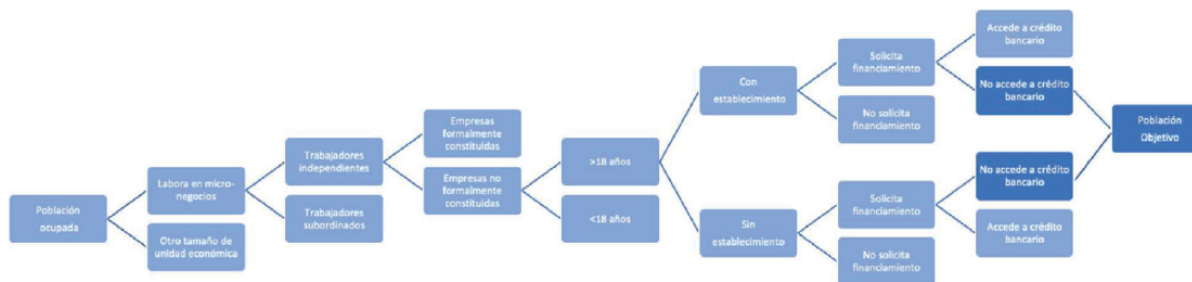 Población
ocupada
Labora en micro-
negocios
Otro tamaño de
unidad económica
Trabajadores
independientes
Trabajadores
subordinados
Empresas
formalmente
constituidas
Empresas no
formalmente
constituidas
>18 años
<18 años
Con
establecimiento
Sin
establecimiento
Solicita
financiamiento
No solicita
financiamiento
Solicita
financiamiento
No solicita
financiamiento
Accede a crédito
bancario
No accede a crédito
bancario
No accede a crédito
bancario
Accede a crédito
bancario
Población
Objetivo